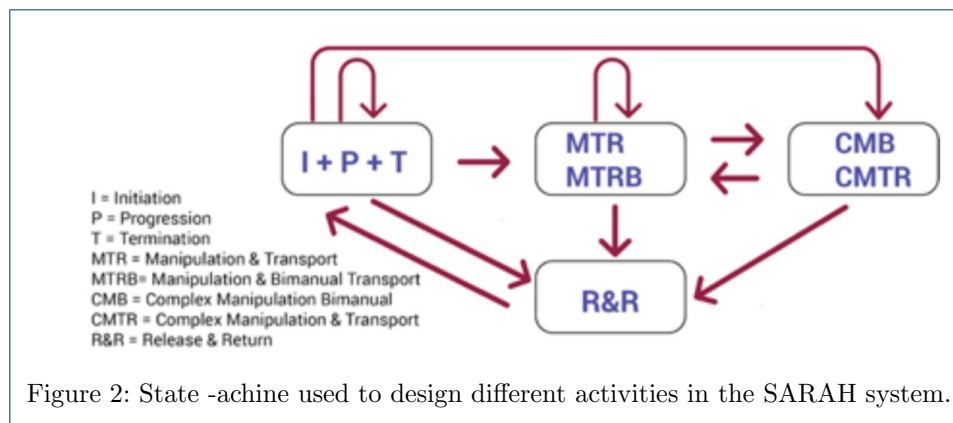 I + P + T
MTR
MTRB
CMB
CMTR
R&R
I = Initiation
P = Progression
T = Termination
MTR = Manipulation & Transport
MTRB= Manipulation & Bimanual Transport
CMB = Complex Manipulation Bimanual
CMTR = Complex Manipulation & Transport
R&R = Release & Return
Figure 2: State -achine used to design different activities in the SARAH system.